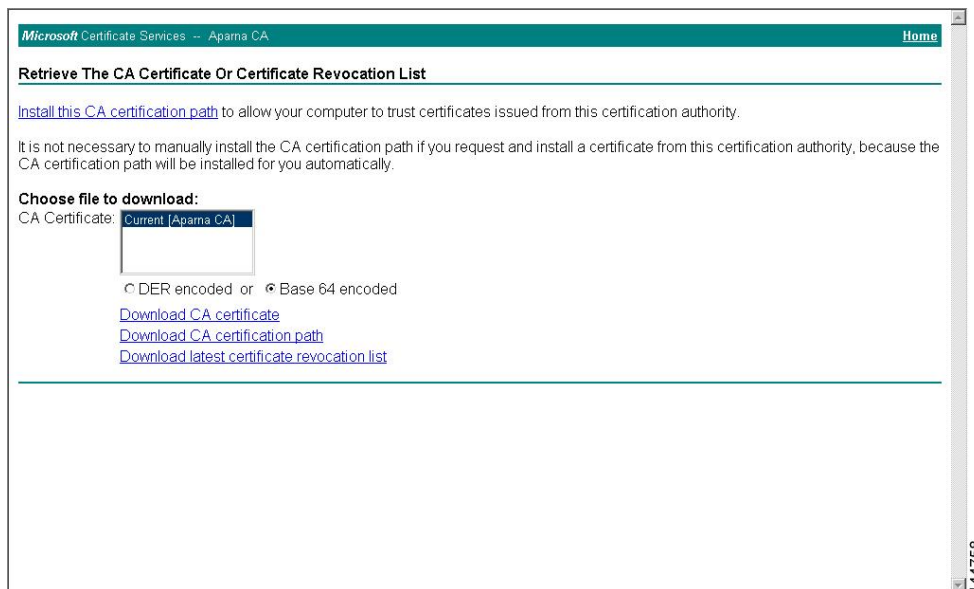 Microsoft Certificate Services -- Aparna CA Home
Retrieve The CA Certificate Or Certificate Revocation List
Install this CA certification path to allow your computer to trust certificates issued from this certification authority.
It is not necessary to manually install the CA certification path if you request and install a certificate from this certification authority, because the
CA certification path will be installed for you automatically.
Choose file to download:
CA Certificate: Current [Aparna CA]
DER encoded or Base 64 encoded
Download CA certificate
Download CA certification path
Download latest certificate revocation list